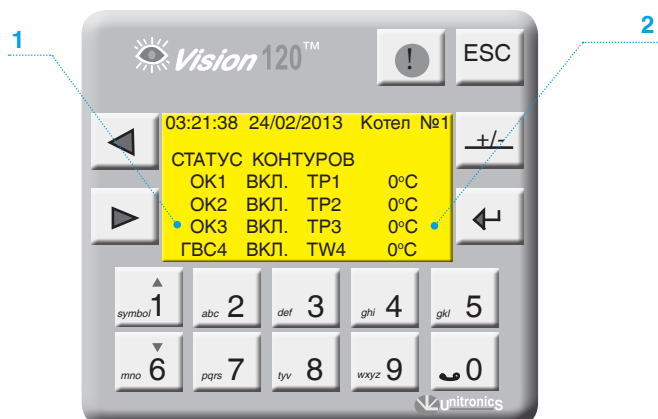 1
2
Vision 120™
!
ESC
03:21:38 24/02/2013 Котел №1
+/-
СТАТУС КОНТУРОВ
ОК1 ВКЛ. ТР1 0°С
ОК2 ВКЛ. ТР2 0°С
ОК3 ВКЛ. ТР3 0°С
ГВС4 ВКЛ. TW4 0°С
symbol 1
abc 2
def 3
ghi 4
gkl 5
mno 6
pqrs 7
tyv 8
wxyz 9
0
unitronics